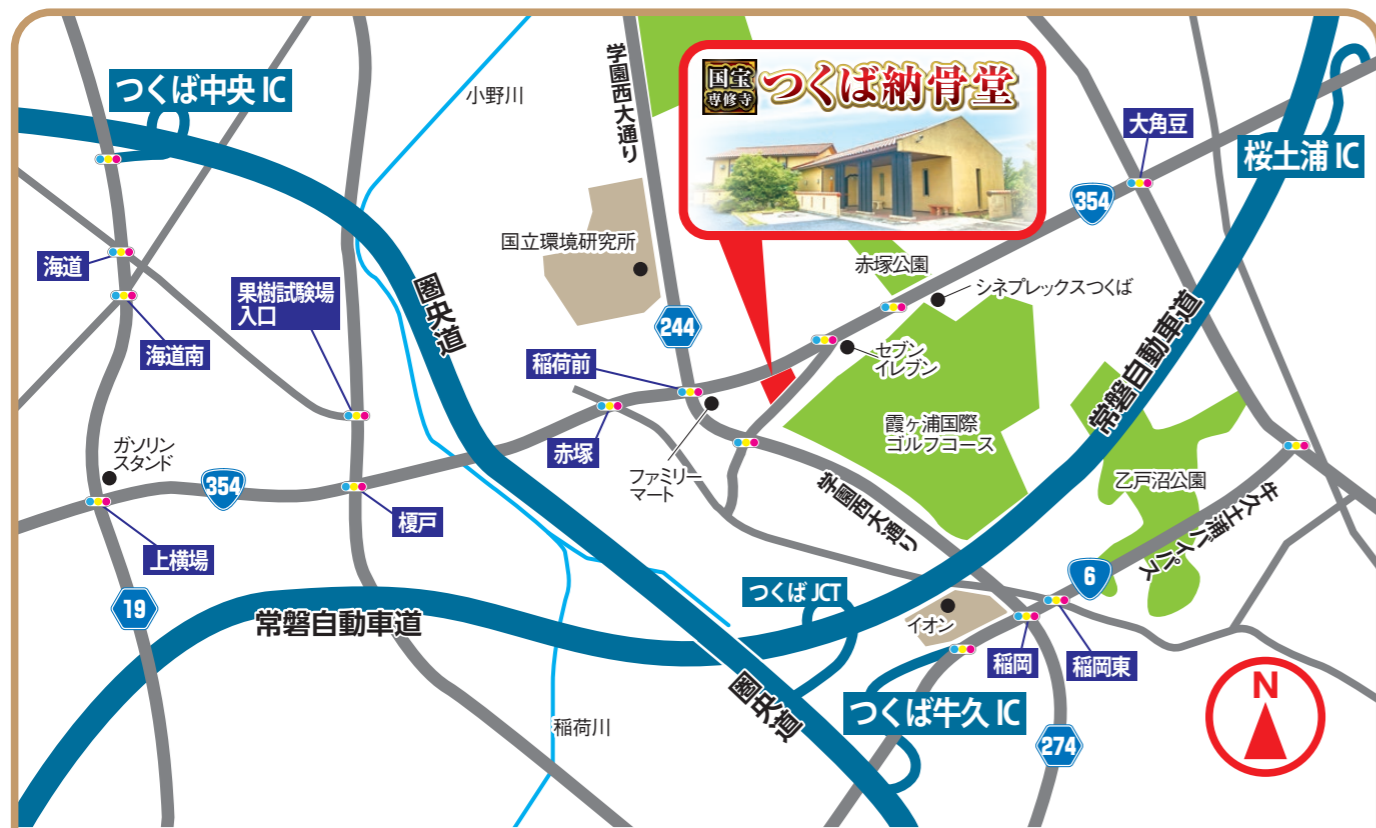 つくば中央 IC
小野川
学園西大通り
国宝
専修寺
つくば納骨堂
大角豆
桜土浦 IC
354
海道
国立環境研究所
赤塚公園
シネプレックスつくば
果樹試験場
入口
圏央道
244
海道南
稲荷前
セブン
イレブン
常磐自動車道
霞ヶ浦国際
ゴルフコース
ガソリン
スタンド
赤塚
ファミリー
マート
乙戸沼公園
354
学園西大通り
牛久土浦バイパス
榎戸
上横場
6
つくば JCT
19
常磐自動車道
イオン
稲岡
稲岡東
圏央道
つくば牛久 IC
N
稲荷川
274